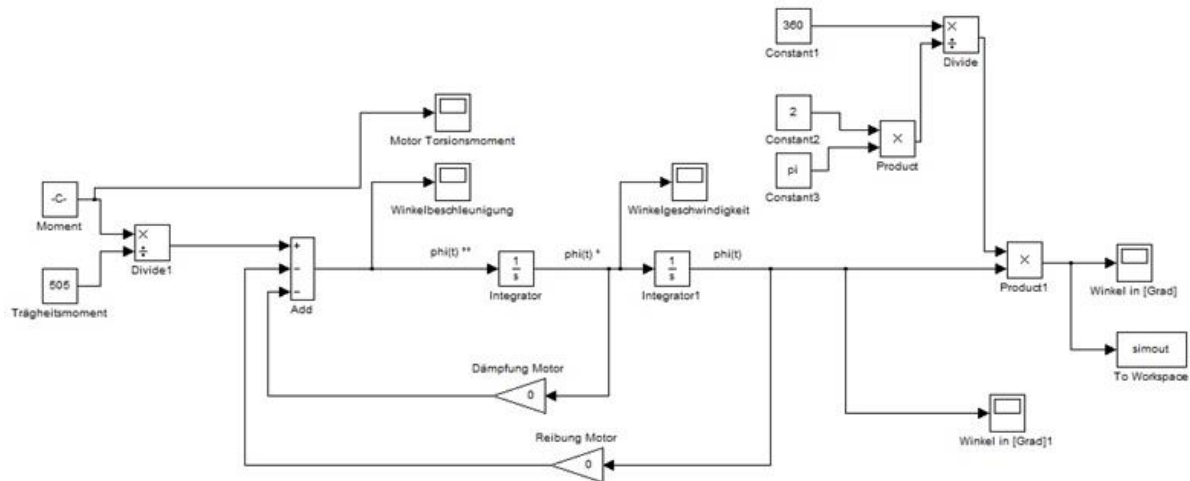 360
×
÷
Constant1
Divide
2
Constant2
×
Product
pi
Constant3
Motor Torsionsmoment
Winkelbeschleunigung
Winkelgeschwindigkeit
-C-
Moment
×
÷
Divide1
505
Trägheitsmoment
+
−
−
Add
phi(t) **
1
s
Integrator
phi(t) *
1
s
Integrator1
phi(t)
×
Product1
Winkel in [Grad]
simout
To Workspace
Dämpfung Motor
0
Reibung Motor
0
Winkel in [Grad]1